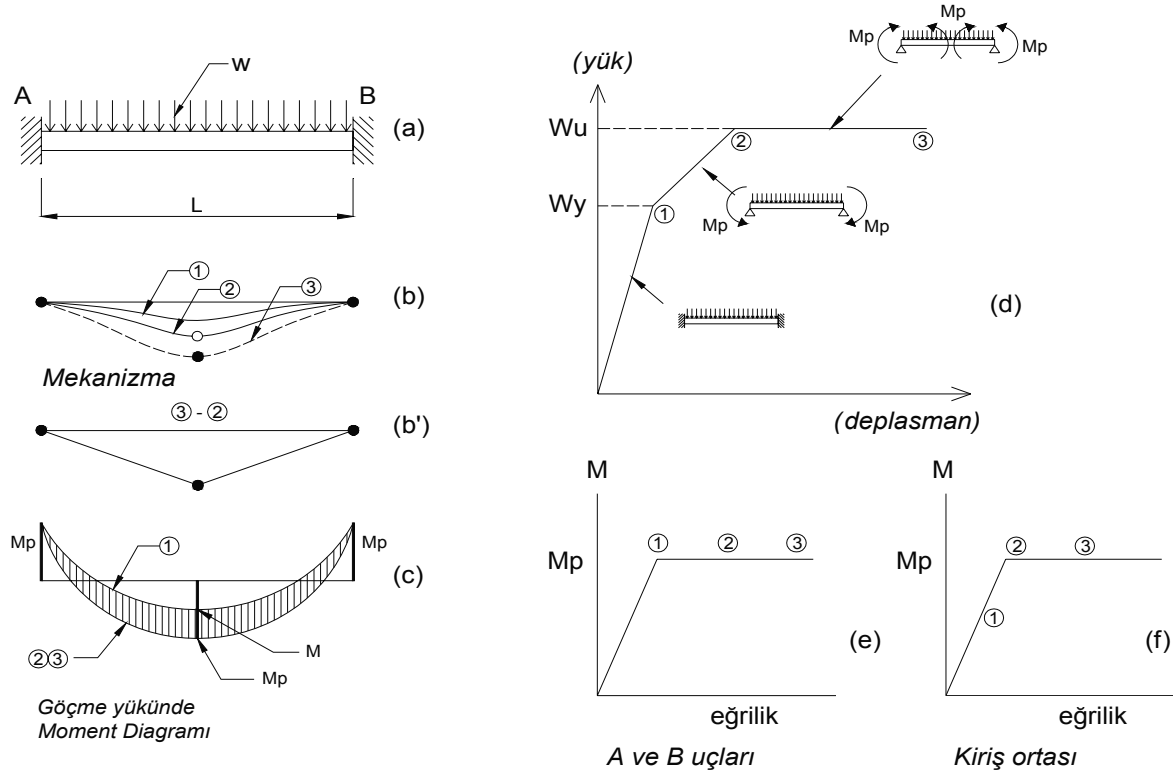 W
A
B
(a)
L
①
②
③
(b)
Mekanizma
③ - ②
(b')
Mp
①
Mp
(c)
②③
M
Mp
Göçme yükünde
Moment Diagramı
Mp
Mp
(yük)
Wu
②
③
Wy
①
Mp
Mp
(d)
(deplasman)
M
Mp
①
②
③
(e)
eğrilik
A ve B uçları
M
②
③
①
(f)
eğrilik
Kiriş ortası